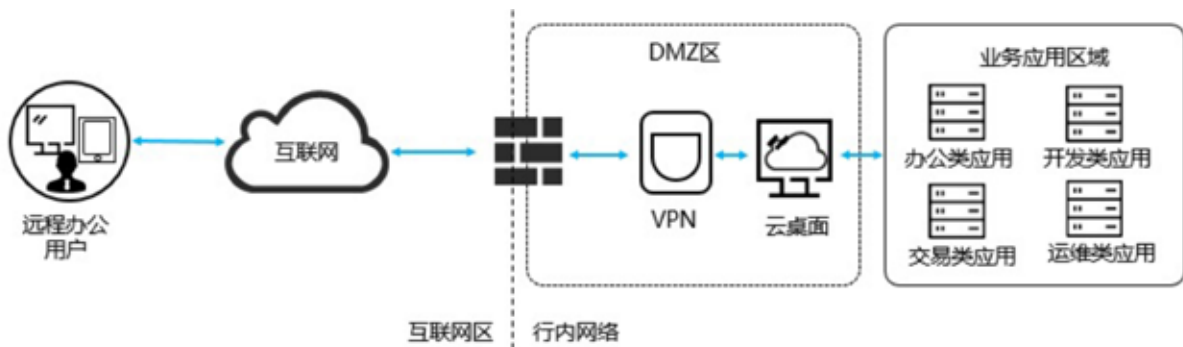 DMZ区
业务应用区域
互联网
办公类应用
开发类应用
远程办公
用户
VPN
云桌面
交易类应用
运维类应用
互联网区
行内网络